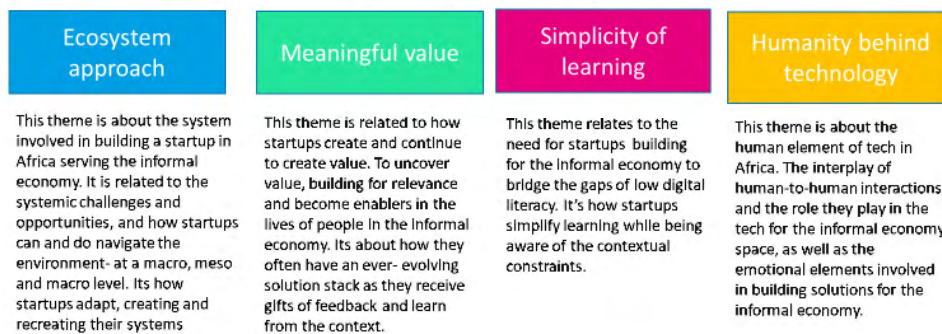 Ecosystem
approach
This theme is about the system
involved in building a startup in
Africa serving the informal
economy. It is related to the
systemic challenges and
opportunities, and how startups
can and do navigate the
environment- at a macro, meso
and macro level. Its how
startups adapt, creating and
recreating their systems
Meaningful value
This theme is related to how
startups create and continue
to create value. To uncover
value, building for relevance
and become enablers in the
lives of people in the informal
economy. Its about how they
often have an ever- evolving
solution stack as they receive
gifts of feedback and learn
from the context.
Simplicity of
learning
This theme relates to the
need for startups building
for the informal economy to
bridge the gaps of low digital
literacy. It's how startups
simplify learning while being
aware of the contextual
constraints.
Humanity behind
technology
This theme is about the
human element of tech in
Africa. The interplay of
human-to-human interactions
and the role they play in the
tech for the informal economy
space, as well as the
emotional elements involved
in building solutions for the
informal economy.